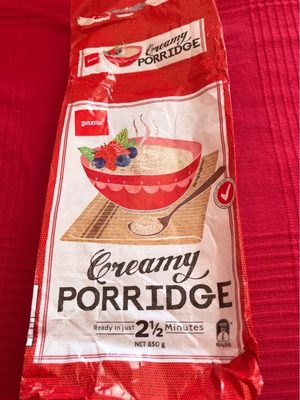 Creamy
PORRIDGE
pams
Creamy
PORRIDGE
Ready in just 2½ Minutes
NET 850 g